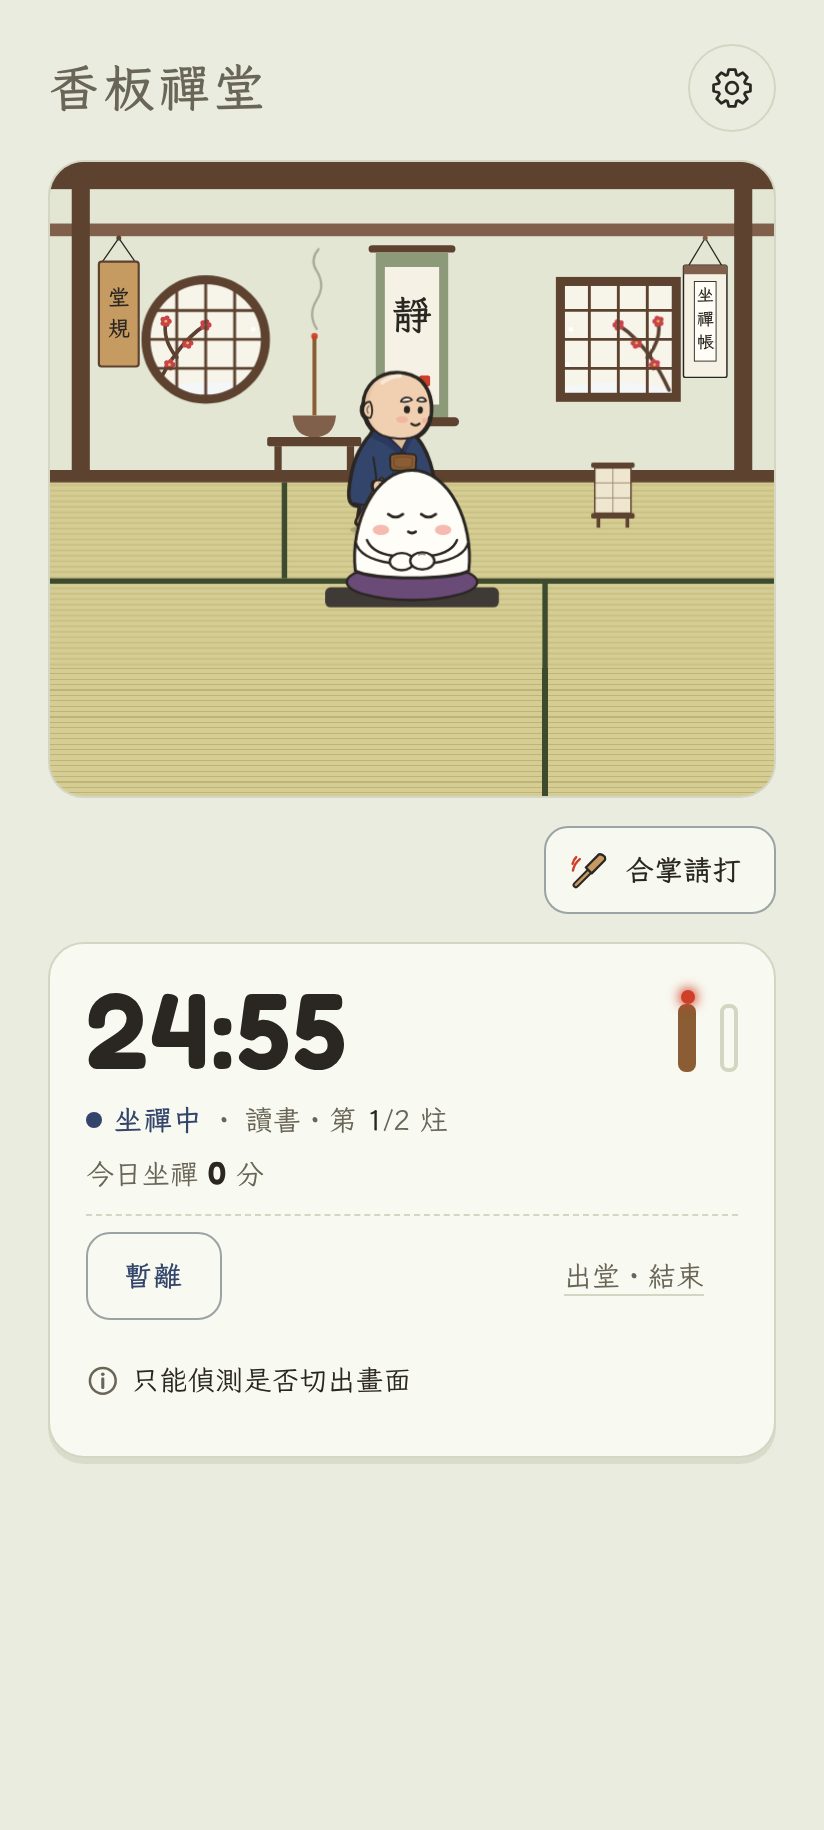 香板禪堂
堂規
靜
坐禪帳
合掌請打
24:55
坐禪中・讀書・第 1/2 炷
今日坐禪 0 分
暫離
出堂・結束
只能偵測是否切出畫面